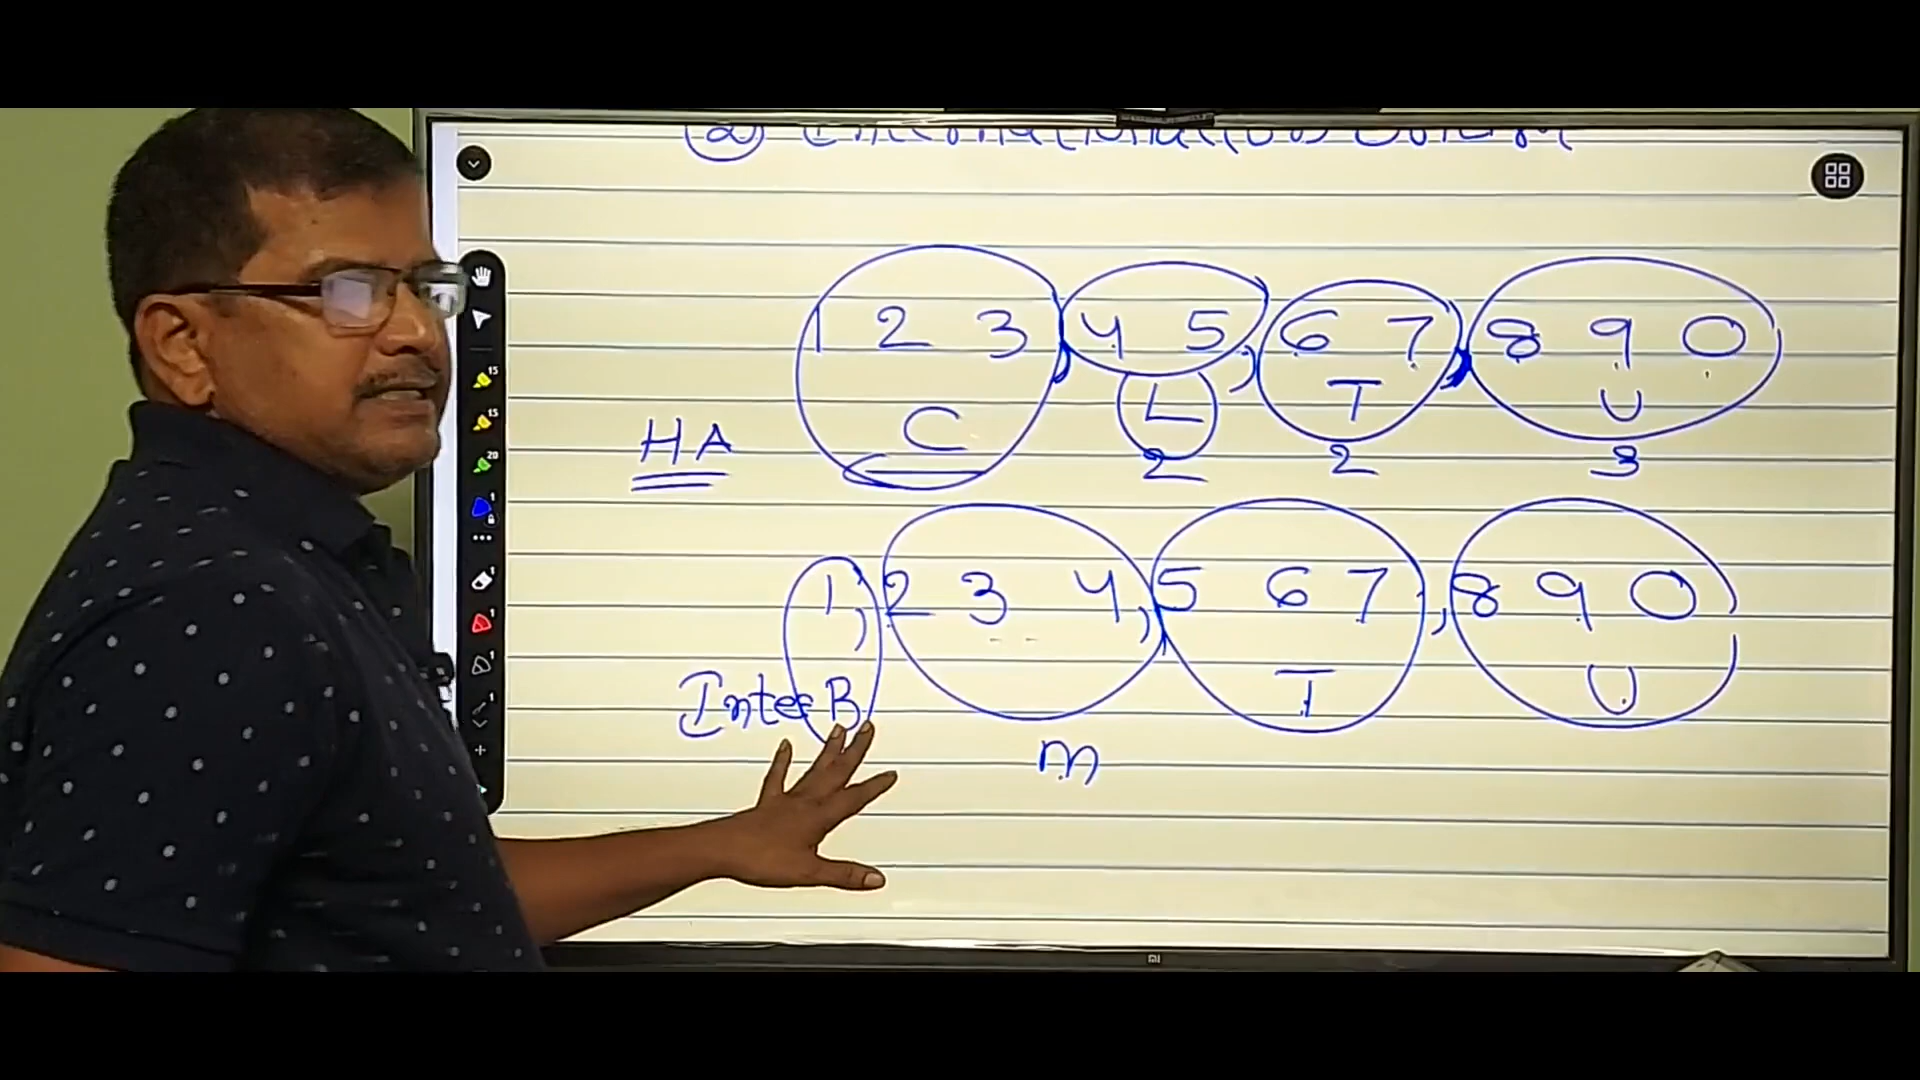 1 2 3, 4 5, 6 7, 8 9 0
HA C L T U
2 2 3
1, 2 3 4, 5 6 7, 8 9 0
Inter B T U
m
mi